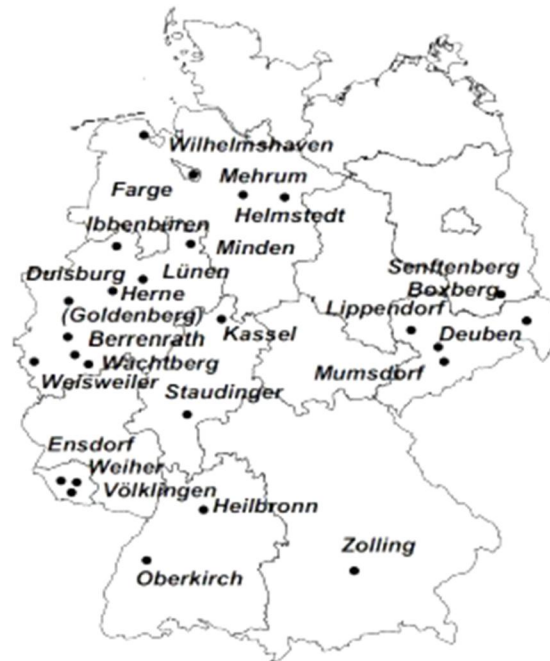 Wilhelmshaven
Farge
Mehrum
Helmstedt
Ibbenbüren
Minden
Duisburg
Lünen
Senftenberg
Boxberg
Herne
Lippendorf
(Goldenberg)
Kassel
Deuben
Berrenrath
Wachtberg
Mumsdorf
Weisweiler
Staudinger
Ensdorf
Weiher
Völklingen
Heilbronn
Zolling
Oberkirch